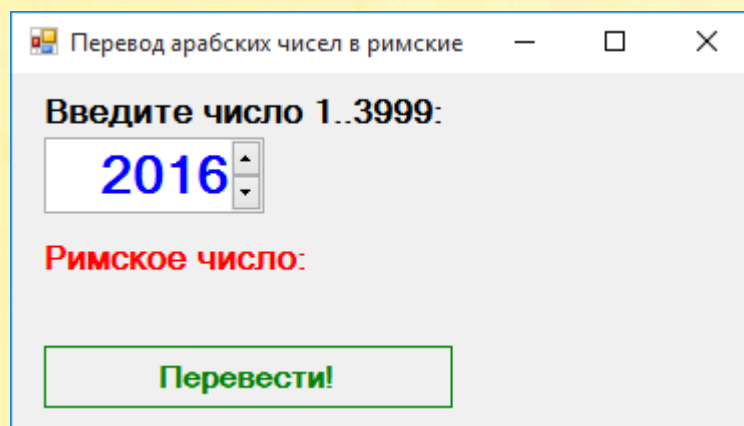 Перевод арабских чисел в римские
Введите число 1..3999:
2016
Римское число:
Перевести!